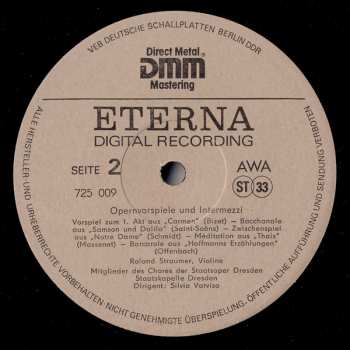 VEB DEUTSCHE SCHALLPLATTEN BERLIN DDR
Direct Metal
DMM®
Mastering
ETERNA
DIGITAL RECORDING
SEITE 2
AWA
725 009
ST 33
Opernvorspiele und Intermezzi
Vorspiel zum 1. Akt aus „Carmen“ (Bizet) – Bacchanale
aus „Samson und Dalila“ (Saint-Saëns) – Zwischenspiel
aus „Notre Dame“ (Schmidt) – Méditation aus „Thaïs“
(Massenet) – Barcarole aus „Hoffmanns Erzählungen“
(Offenbach)
Roland Straumer, Violine
Mitglieder des Chores der Staatsoper Dresden
Staatskapelle Dresden
Dirigent: Silvio Varviso
ALLE HERSTELLER- UND URHEBERRECHTE VORBEHALTEN · NICHT GENEHMIGTE ÜBERSPIELUNG, ÖFFENTLICHE AUFFÜHRUNG UND SENDUNG VERBOTEN